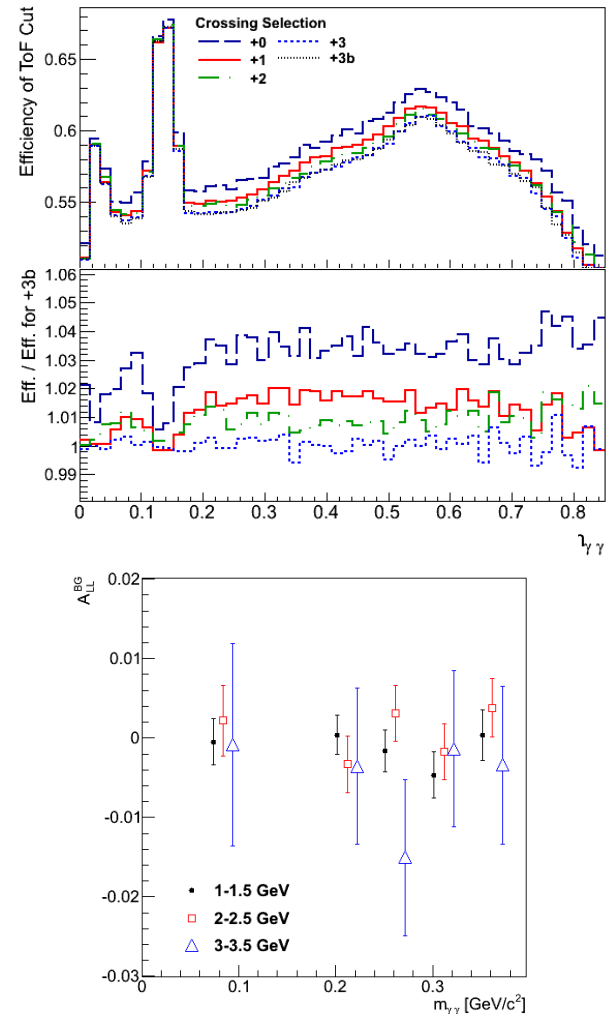 Efficiency of ToF Cut
Crossing Selection
+0
+3
+1
+3b
+2
0.65
0.6
0.55
Eff. / Eff. for +3b
1.06
1.05
1.04
1.03
1.02
1.01
1
0.99
0 0.1 0.2 0.3 0.4 0.5 0.6 0.7 0.8
γ γ
A_LL^BG
0.02
0.01
0
-0.01
-0.02
-0.03
1-1.5 GeV
2-2.5 GeV
3-3.5 GeV
0 0.1 0.2 0.3
m_γγ [GeV/c²]